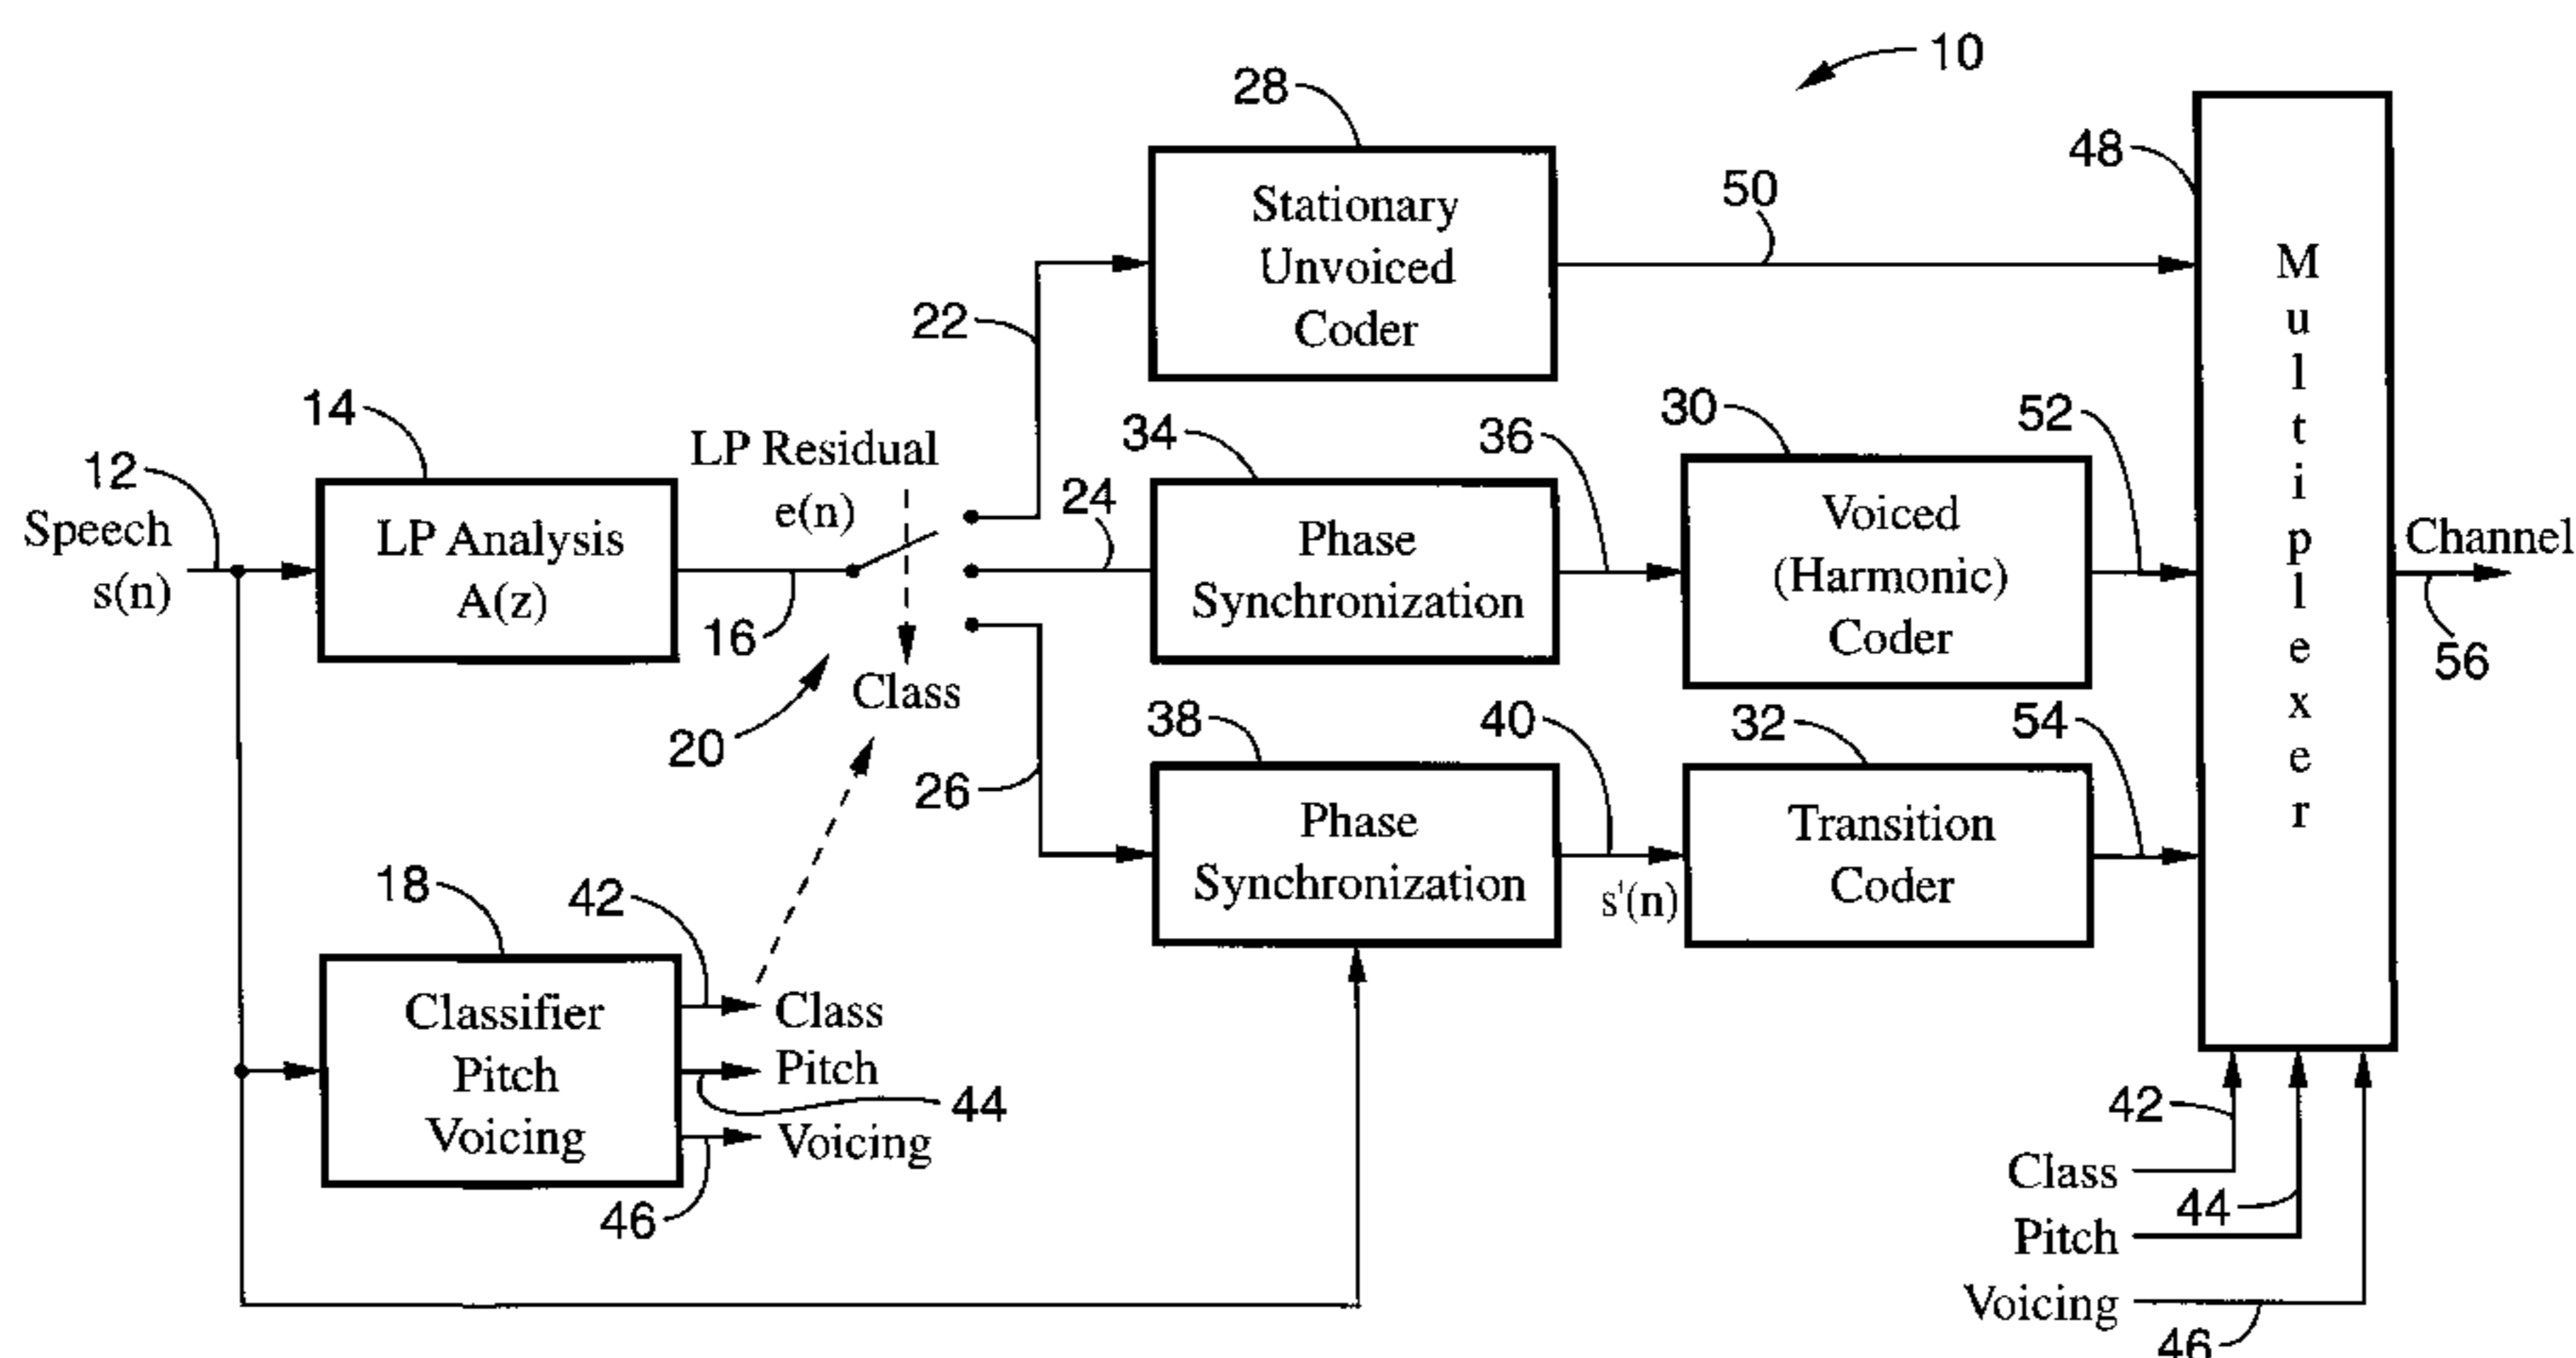 10
28
Stationary
Unvoiced
Coder
50
48
Multiplexer
22
14
LP Residual
e(n)
12
Speech
s(n)
LP Analysis
A(z)
16
20
Class
24
34
Phase
Synchronization
36
30
Voiced
(Harmonic)
Coder
52
Channel
56
26
38
Phase
Synchronization
40
s'(n)
32
Transition
Coder
54
18
Classifier
Pitch
Voicing
42
Class
Pitch
44
Voicing
46
42
Class
44
Pitch
Voicing
46